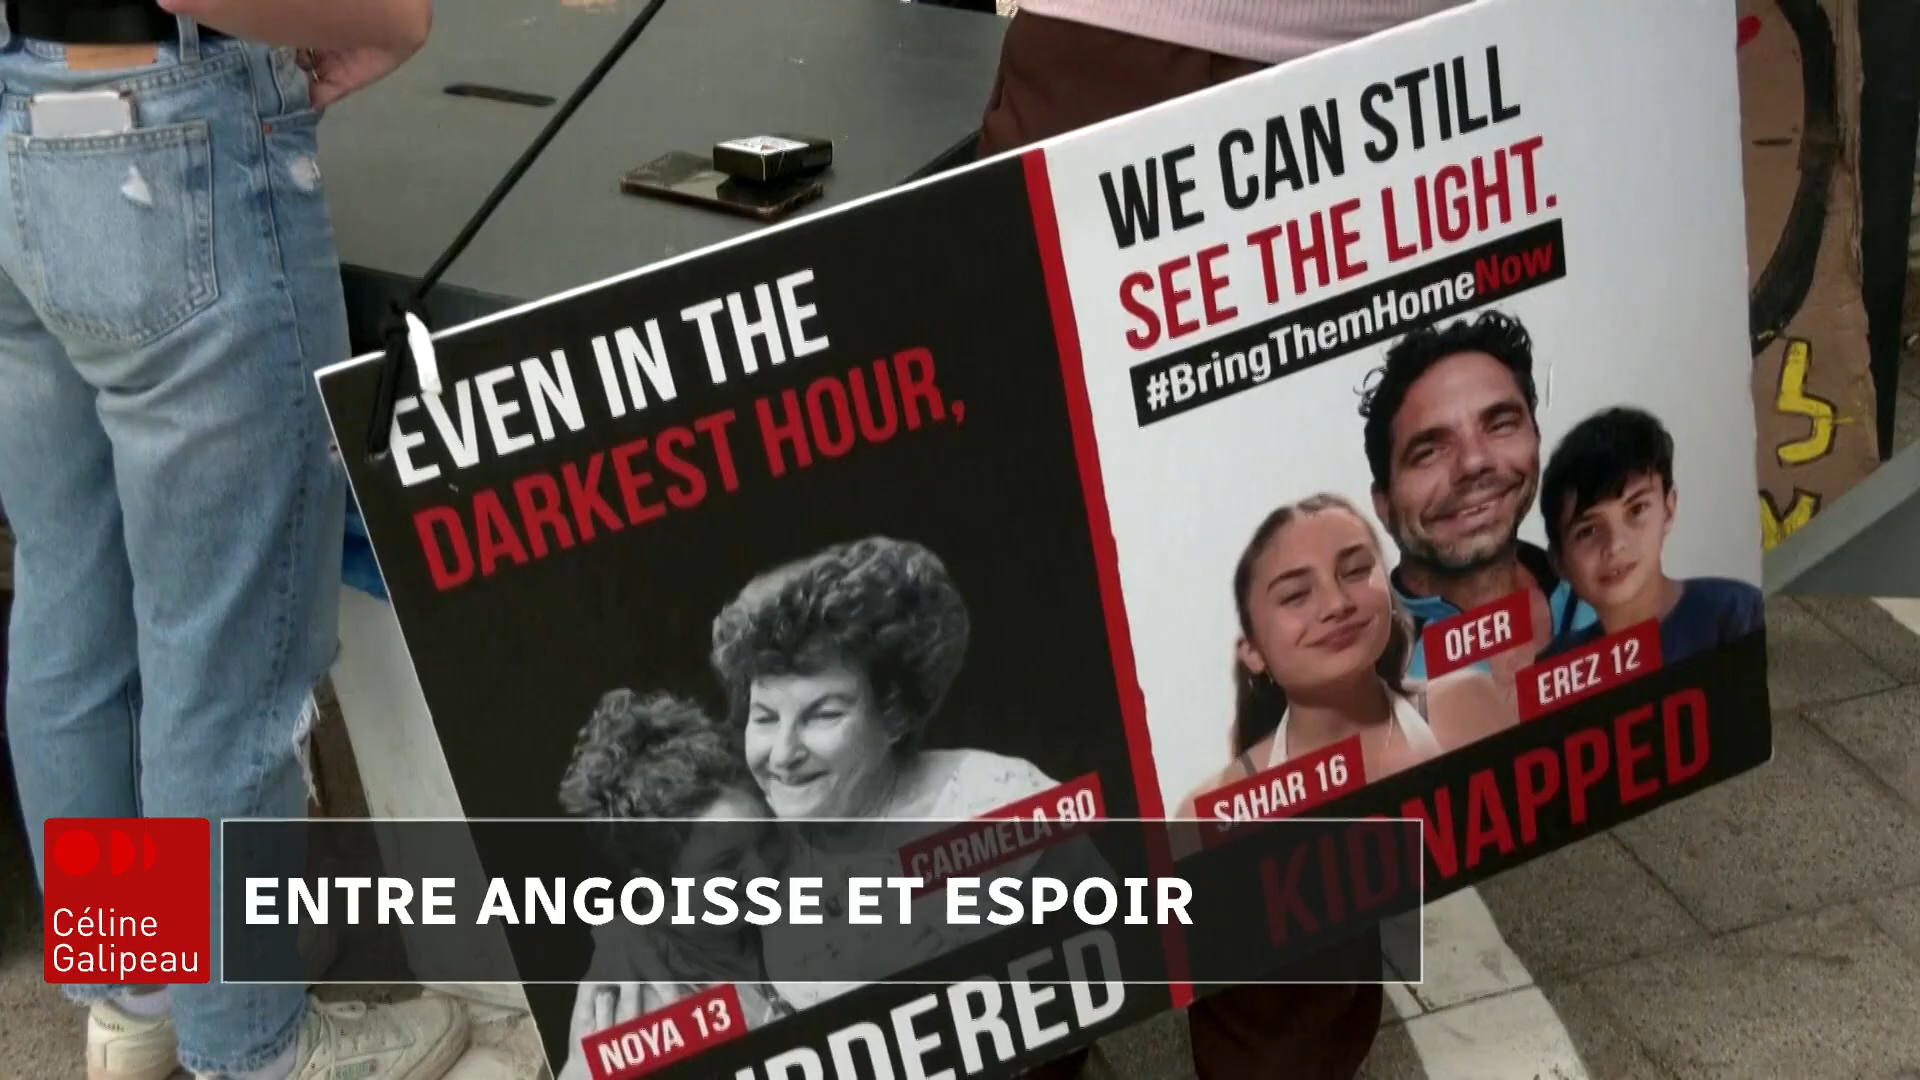 EVEN IN THE
DARKEST HOUR,
CARMELA 80
NOYA 13
WE CAN STILL
SEE THE LIGHT.
#BringThemHomeNow
OFER
EREZ 12
SAHAR 16
KIDNAPPED
Céline
Galipeau
ENTRE ANGOISSE ET ESPOIR